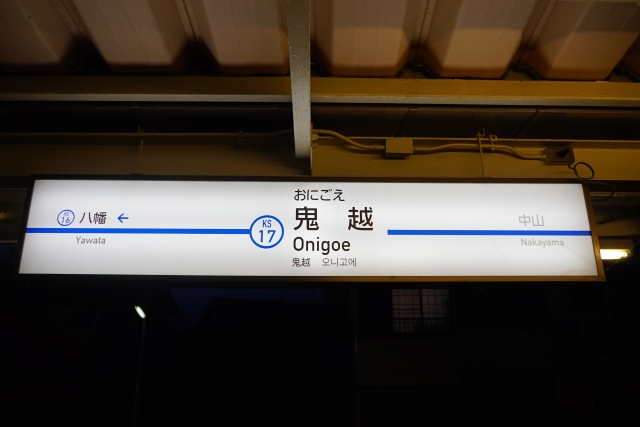 KS
16
八幡 ←
Yawata
KS
17
おにごえ
鬼越
Onigoe
鬼越 오니고에
中山
Nakayama